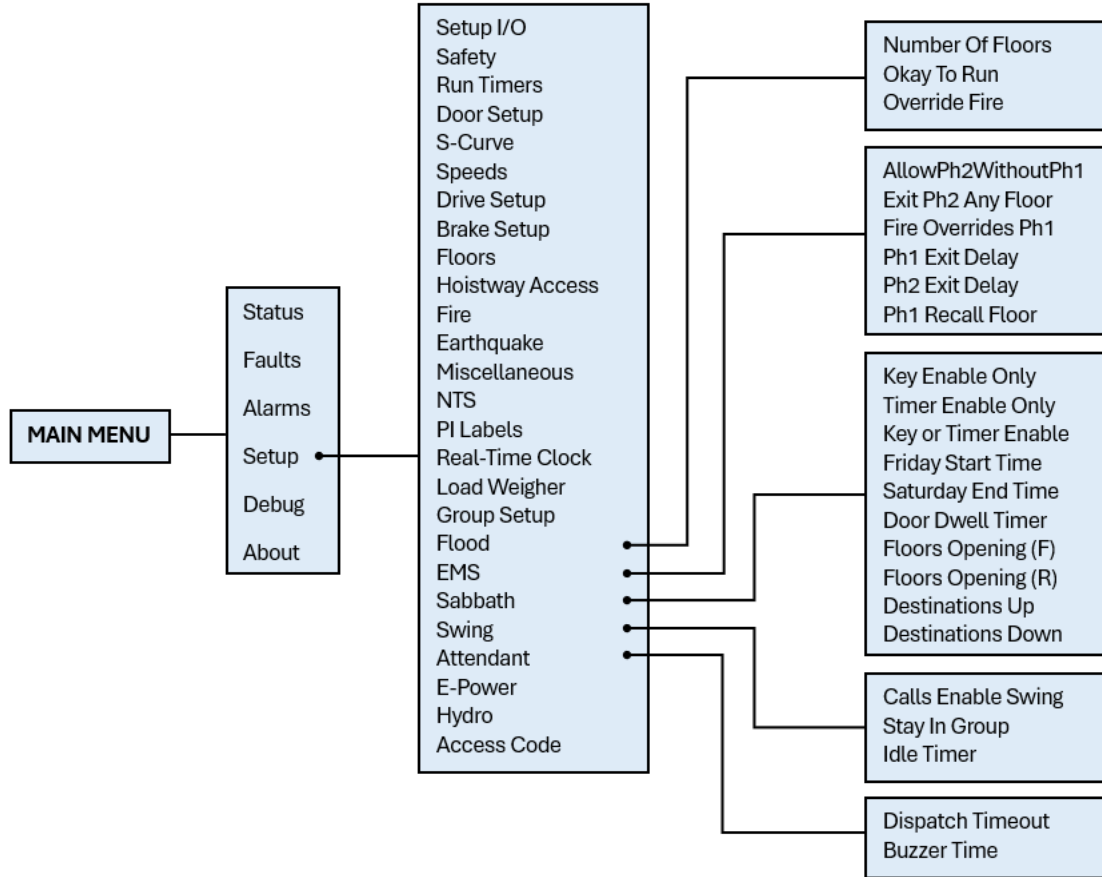 MAIN MENU
Status
Faults
Alarms
Setup
Debug
About
Setup I/O
Safety
Run Timers
Door Setup
S-Curve
Speeds
Drive Setup
Brake Setup
Floors
Hoistway Access
Fire
Earthquake
Miscellaneous
NTS
PI Labels
Real-Time Clock
Load Weigher
Group Setup
Flood
EMS
Sabbath
Swing
Attendant
E-Power
Hydro
Access Code
Number Of Floors
Okay To Run
Override Fire
AllowPh2WithoutPh1
Exit Ph2 Any Floor
Fire Overrides Ph1
Ph1 Exit Delay
Ph2 Exit Delay
Ph1 Recall Floor
Key Enable Only
Timer Enable Only
Key or Timer Enable
Friday Start Time
Saturday End Time
Door Dwell Timer
Floors Opening (F)
Floors Opening (R)
Destinations Up
Destinations Down
Calls Enable Swing
Stay In Group
Idle Timer
Dispatch Timeout
Buzzer Time